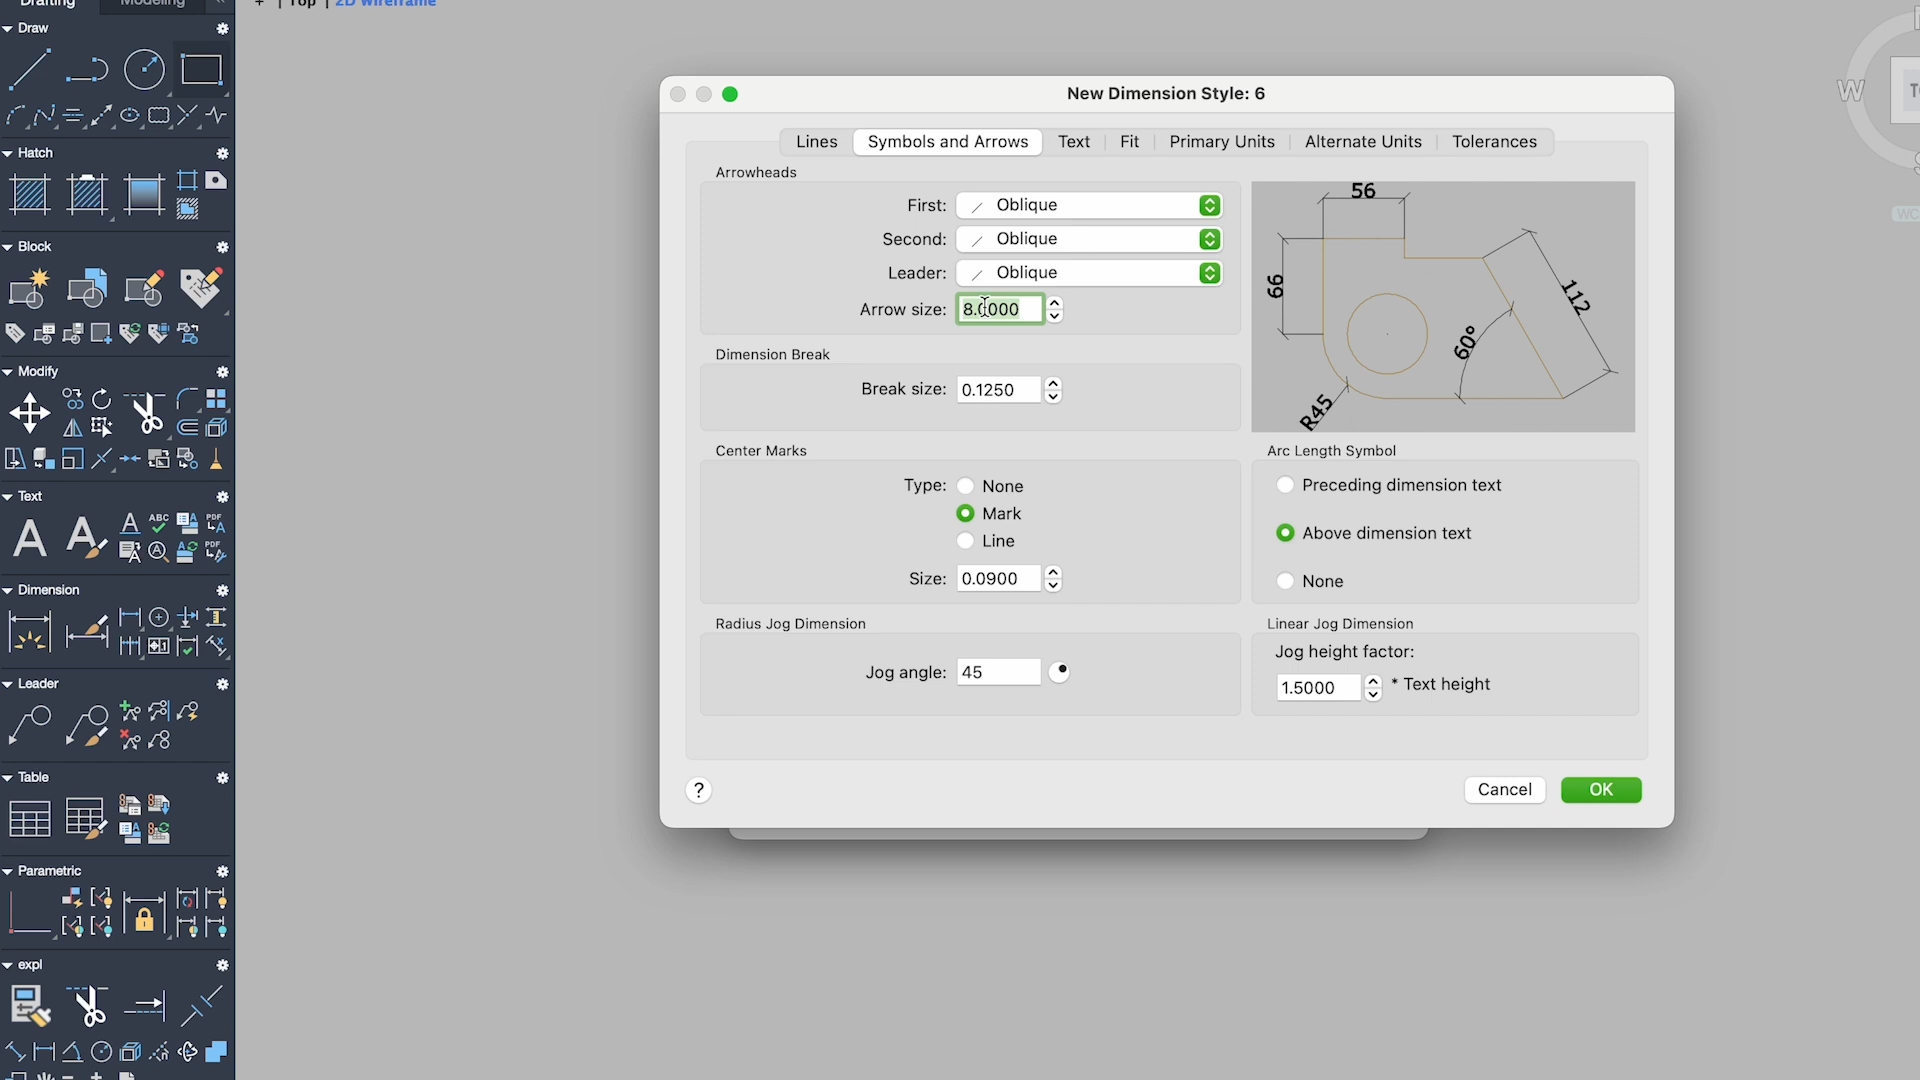 Drafting
Modeling
+ | Top | 2D Wireframe
Draw
Hatch
Block
Modify
Text
A
A
A
ABC
PDF
A
A
A
PDF
Dimension
Leader
Table
Parametric
expl
New Dimension Style: 6
Lines
Symbols and Arrows
Text
Fit
Primary Units
Alternate Units
Tolerances
Arrowheads
First:
Oblique
Second:
Oblique
Leader:
Oblique
Arrow size:
8.0000
Dimension Break
Break size:
0.1250
Center Marks
Type:
None
Mark
Line
Size:
0.0900
Radius Jog Dimension
Jog angle:
45
56
66
112
60°
R45
Arc Length Symbol
Preceding dimension text
Above dimension text
None
Linear Jog Dimension
Jog height factor:
1.5000
* Text height
?
Cancel
OK
W